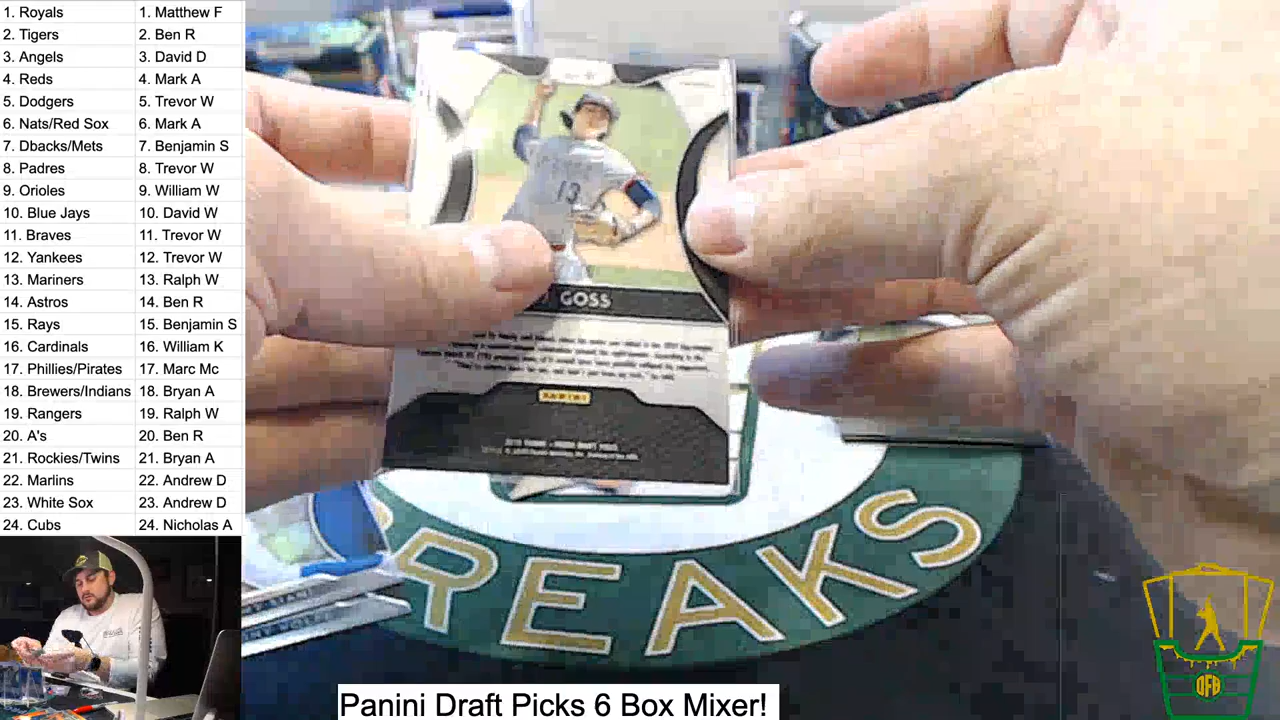 1. Royals 1. Matthew F
2. Tigers 2. Ben R
3. Angels 3. David D
4. Reds 4. Mark A
5. Dodgers 5. Trevor W
6. Nats/Red Sox 6. Mark A
7. Dbacks/Mets 7. Benjamin S
8. Padres 8. Trevor W
9. Orioles 9. William W
10. Blue Jays 10. David W
11. Braves 11. Trevor W
12. Yankees 12. Trevor W
13. Mariners 13. Ralph W
14. Astros 14. Ben R
15. Rays 15. Benjamin S
16. Cardinals 16. William K
17. Phillies/Pirates 17. Marc Mc
18. Brewers/Indians 18. Bryan A
19. Rangers 19. Ralph W
20. A's 20. Ben R
21. Rockies/Twins 21. Bryan A
22. Marlins 22. Andrew D
23. White Sox 23. Andrew D
24. Cubs 24. Nicholas A
13
GOSS
PANINI
REAKS
DFB
Panini Draft Picks 6 Box Mixer!